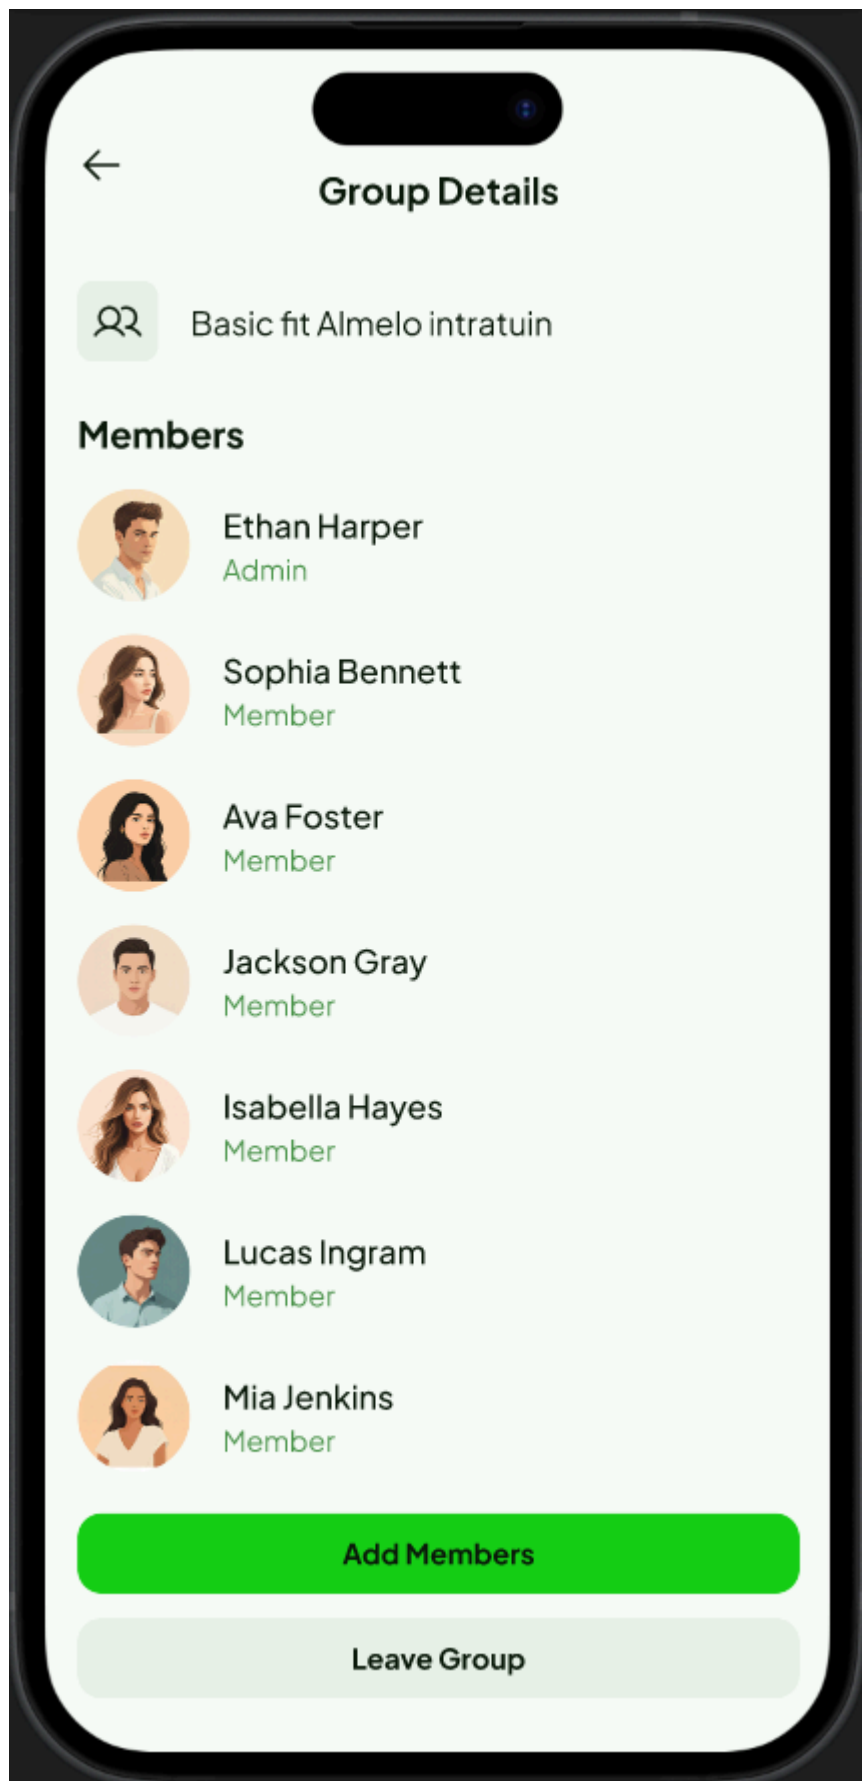 Group Details
Basic fit Almelo intratuin
Members
Ethan Harper
Admin
Sophia Bennett
Member
Ava Foster
Member
Jackson Gray
Member
Isabella Hayes
Member
Lucas Ingram
Member
Mia Jenkins
Member
Add Members
Leave Group